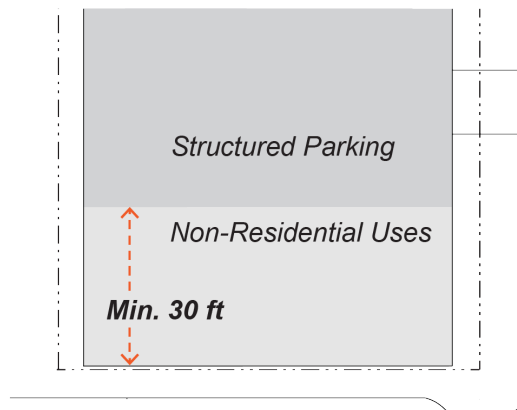 Structured Parking
Non-Residential Uses
Min. 30 ft